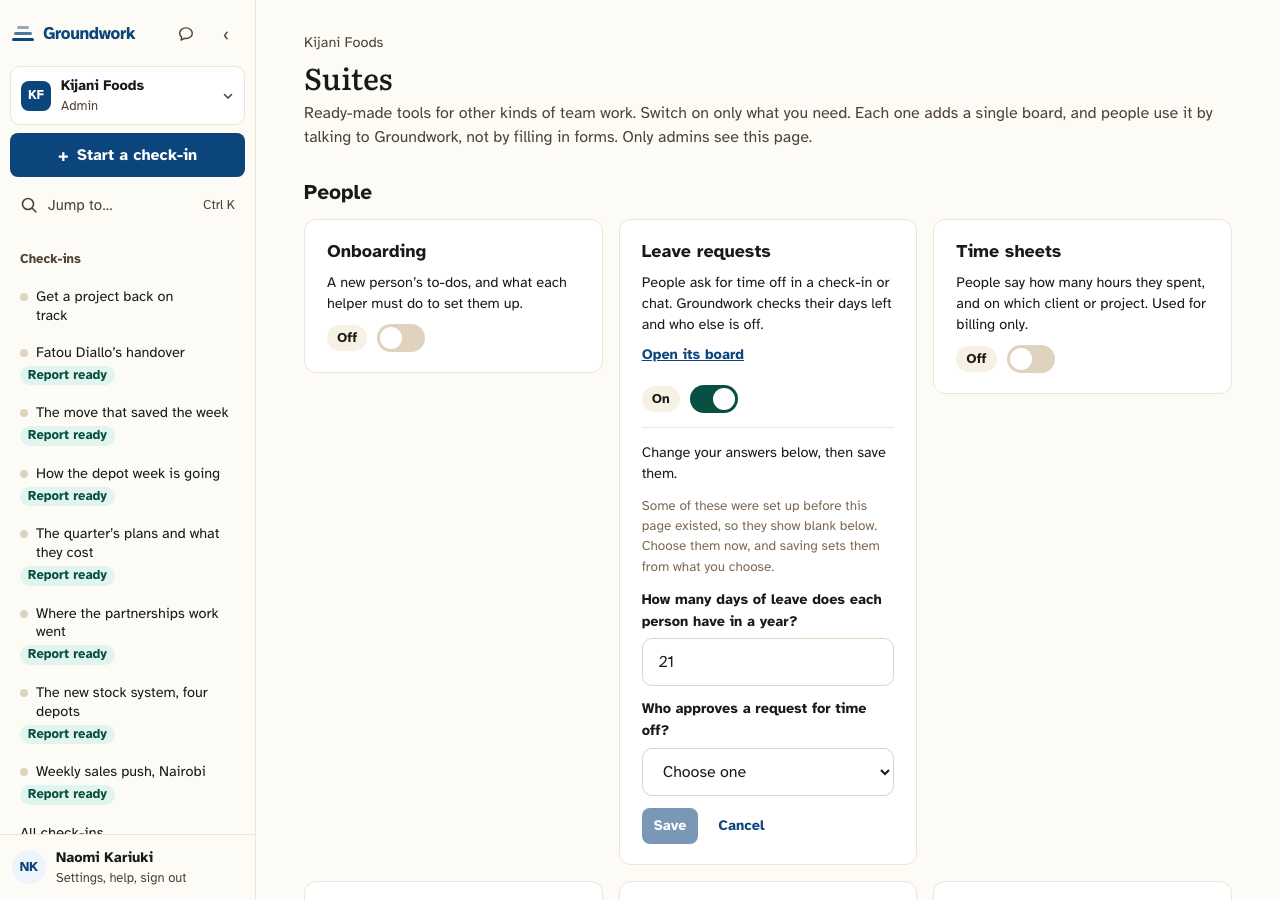 Groundwork
KF
Kijani Foods
Admin
+ Start a check-in
Jump to...
Ctrl K
Check-ins
Get a project back on
track
Fatou Diallo’s handover
Report ready
The move that saved the week
Report ready
How the depot week is going
Report ready
The quarter’s plans and what
they cost
Report ready
Where the partnerships work
went
Report ready
The new stock system, four
depots
Report ready
Weekly sales push, Nairobi
Report ready
All check-ins
NK
Naomi Kariuki
Settings, help, sign out
Kijani Foods
Suites
Ready-made tools for other kinds of team work. Switch on only what you need. Each one adds a single board, and people use it by
talking to Groundwork, not by filling in forms. Only admins see this page.
People
Onboarding
A new person’s to-dos, and what each
helper must do to set them up.
Off
Leave requests
People ask for time off in a check-in or
chat. Groundwork checks their days left
and who else is off.
Open its board
On
Change your answers below, then save
them.
Some of these were set up before this
page existed, so they show blank below.
Choose them now, and saving sets them
from what you choose.
How many days of leave does each
person have in a year?
21
Who approves a request for time
off?
Choose one
Save
Cancel
Time sheets
People say how many hours they spent,
and on which client or project. Used for
billing only.
Off